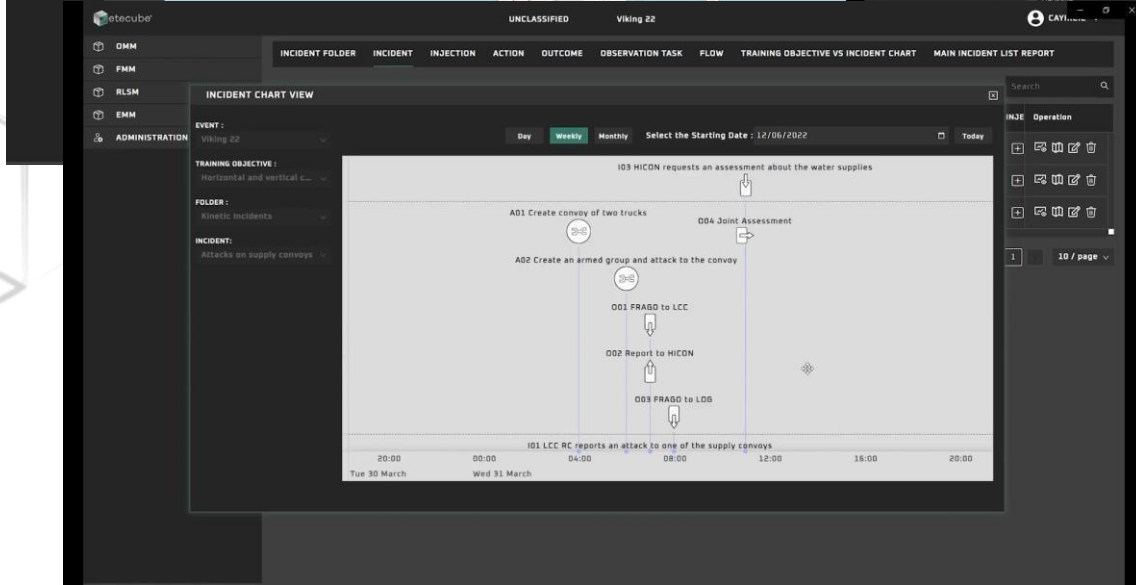 etecube
UNCLASSIFIED
Viking 22
OMM
FMM
RLSM
EMM
ADMINISTRATION
INCIDENT FOLDER INCIDENT INJECTION ACTION OUTCOME OBSERVATION TASK FLOW TRAINING OBJECTIVE VS INCIDENT CHART MAIN INCIDENT LIST REPORT
Search
INJE Operation
INCIDENT CHART VIEW
EVENT :
Viking 22
TRAINING OBJECTIVE :
Horizontal and vertical c...
FOLDER :
Kinetic Incidents
INCIDENT:
Attacks on supply convoys
Day Weekly Monthly Select the Starting Date : 12/06/2022 Today
I03 HICON requests an assessment about the water supplies
A01 Create convoy of two trucks
O04 Joint Assessment
A02 Create an armed group and attack to the convoy
O01 FRAGO to LCC
O02 Report to HICON
O03 FRAGO to LOG
I01 LCC RC reports an attack to one of the supply convoys
20:00 00:00 04:00 08:00 12:00 16:00 20:00
Tue 30 March Wed 31 March
1 10 / page